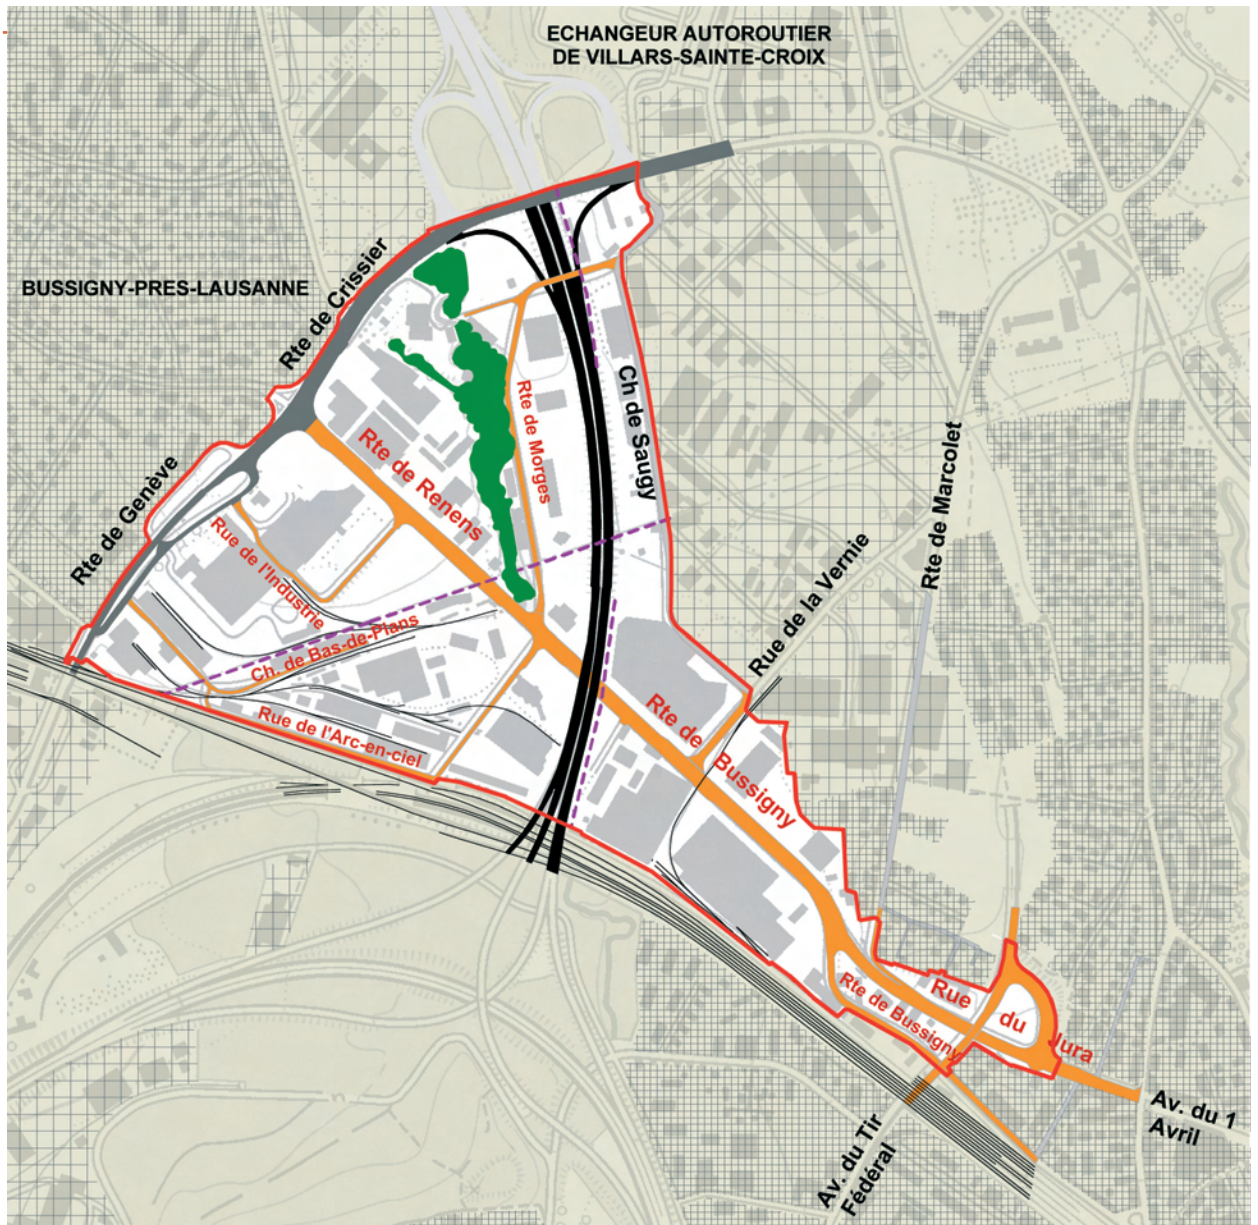 ECHANGEUR AUTOROUTIER
DE VILLARS-SAINTE-CROIX
BUSSIGNY-PRES-LAUSANNE
Rte de Crissier
Rte de Genève
Rte de Renens
Rte de Morges
Ch de Saugy
Rte de Marcolet
Rue de l'Industrie
Rue de la Vernie
Ch. de Bas-de-Plans
Rue de l'Arc-en-ciel
Rte de
Bussigny
Rte de Bussigny
Rue
du
Jura
Av. du 1
Avril
Av. du Tir
Fédéral